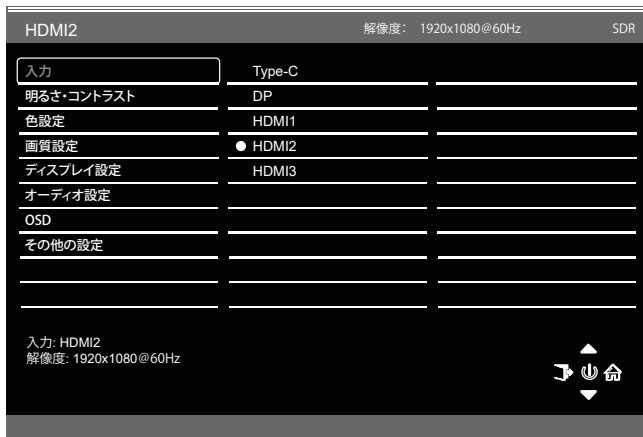 HDMI2 解像度： 1920x1080@60Hz SDR
入力 Type-C
明るさ・コントラスト DP
色設定 HDMI1
画質設定 HDMI2
ディスプレイ設定 HDMI3
オーディオ設定
OSD
その他の設定
入力: HDMI2
解像度: 1920x1080@60Hz